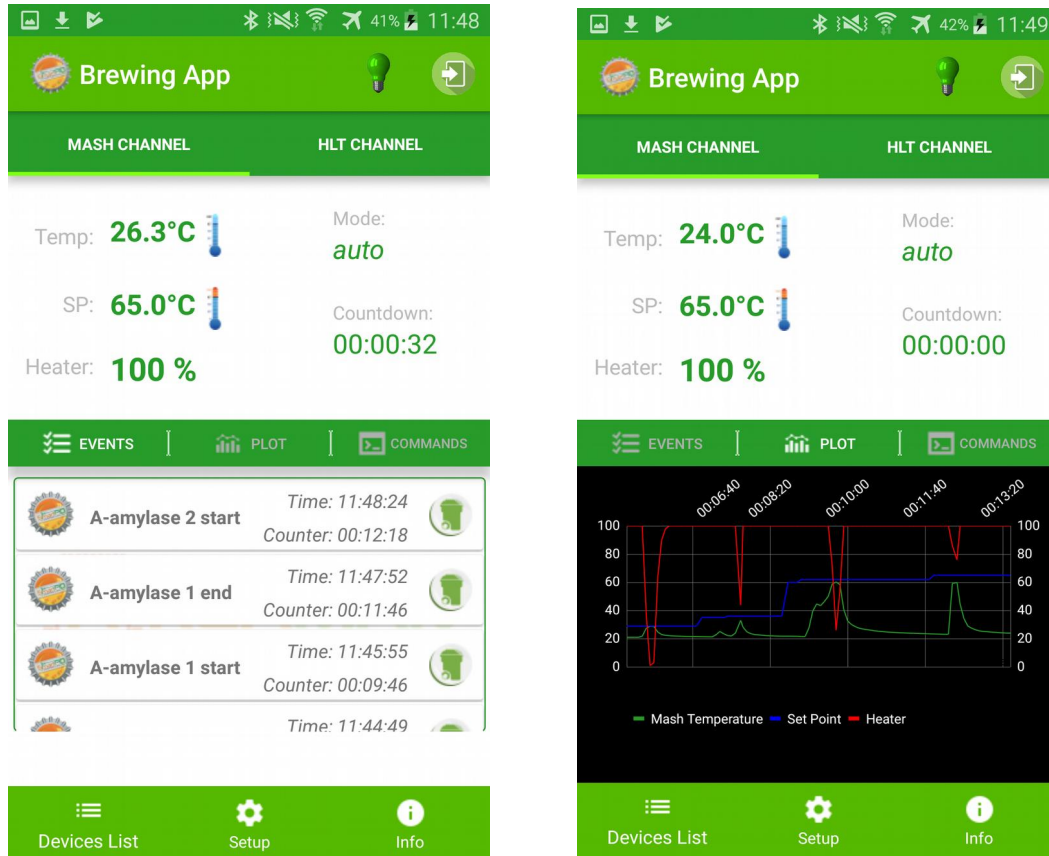 41% 11:48
Brewing App
MASH CHANNEL HLT CHANNEL
Temp: 26.3°C
Mode:
auto
SP: 65.0°C
Countdown:
00:00:32
Heater: 100 %
EVENTS PLOT COMMANDS
A-amylase 2 start
Time: 11:48:24
Counter: 00:12:18
A-amylase 1 end
Time: 11:47:52
Counter: 00:11:46
A-amylase 1 start
Time: 11:45:55
Counter: 00:09:46
Time: 11:44:49
Devices List Setup Info
42% 11:49
Brewing App
MASH CHANNEL HLT CHANNEL
Temp: 24.0°C
Mode:
auto
SP: 65.0°C
Countdown:
00:00:00
Heater: 100 %
EVENTS PLOT COMMANDS
00:06:40 00:08:20 00:10:00 00:11:40 00:13:20
100 100
80 80
60 60
40 40
20 20
0 0
Mash Temperature Set Point Heater
Devices List Setup Info